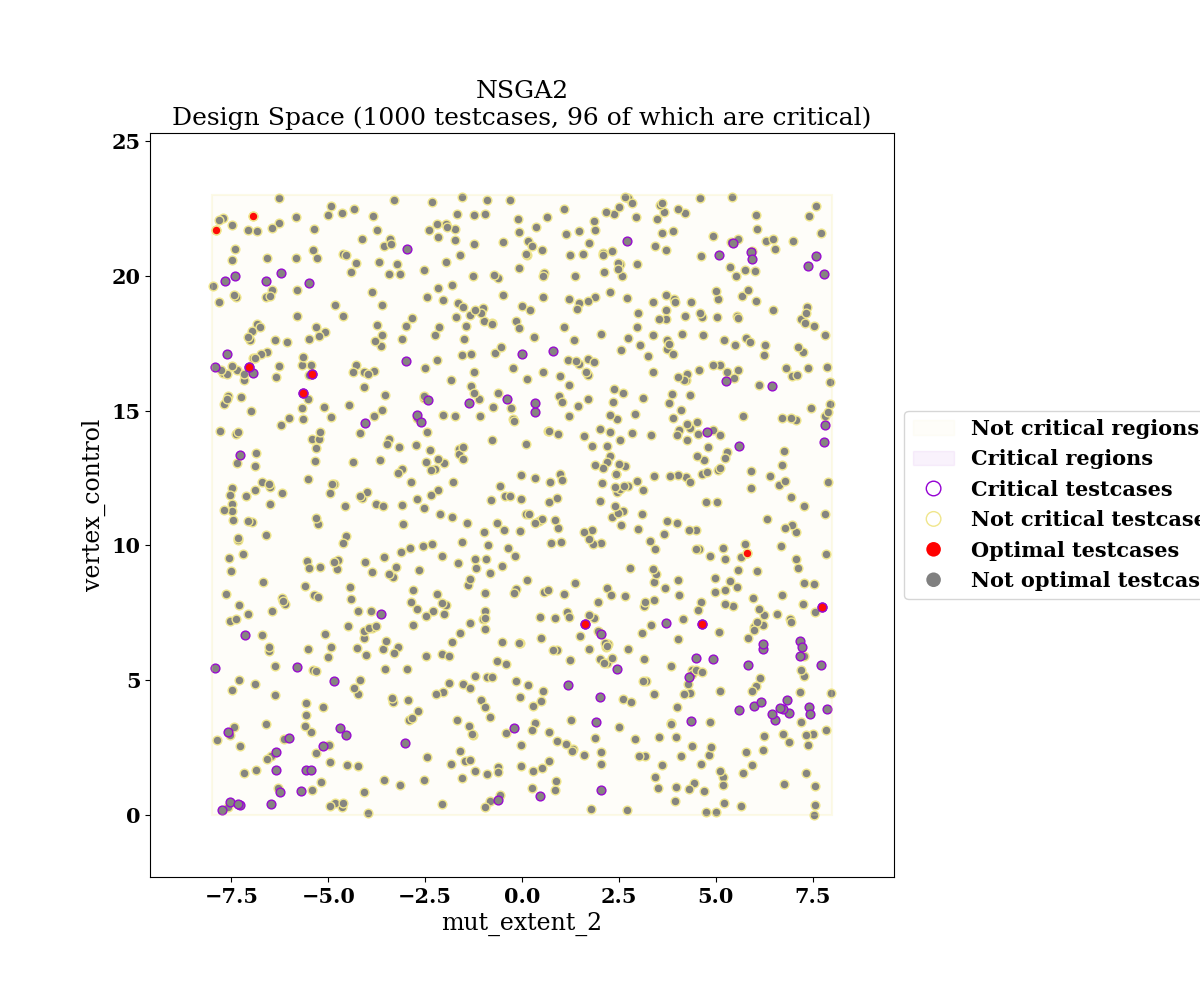 NSGA2
Design Space (1000 testcases, 96 of which are critical)
25
20
15
10
5
0
vertex_control
−7.5
−5.0
−2.5
0.0
2.5
5.0
7.5
mut_extent_2
Not critical regions
Critical regions
Critical testcases
Not critical testcase
Optimal testcases
Not optimal testcas